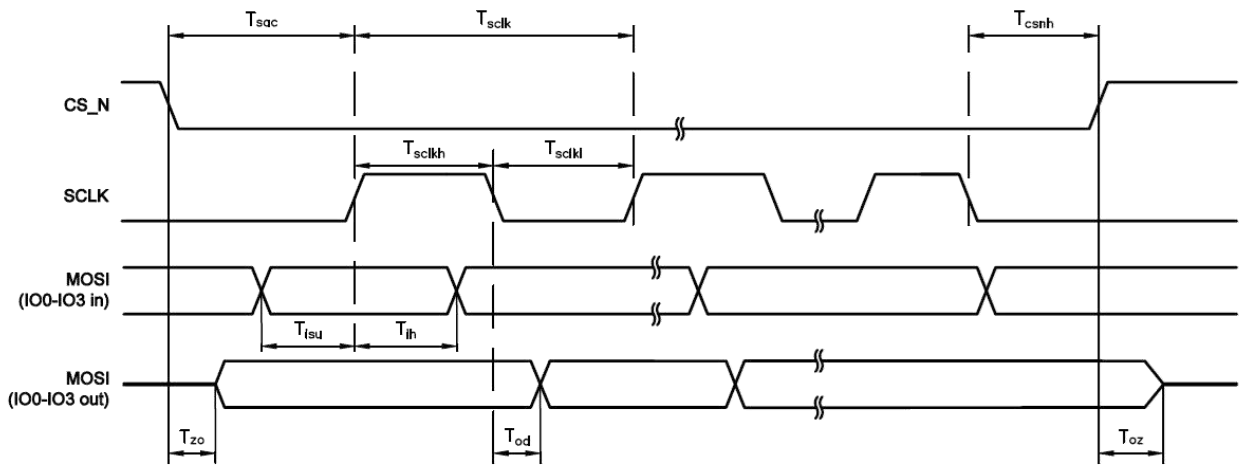 Tsac Tsclk Tcsnh
CS_N
Tsclkh Tsclkl
SCLK
MOSI
(IO0-IO3 in)
Tisu Tih
MOSI
(IO0-IO3 out)
Tzo Tod Toz